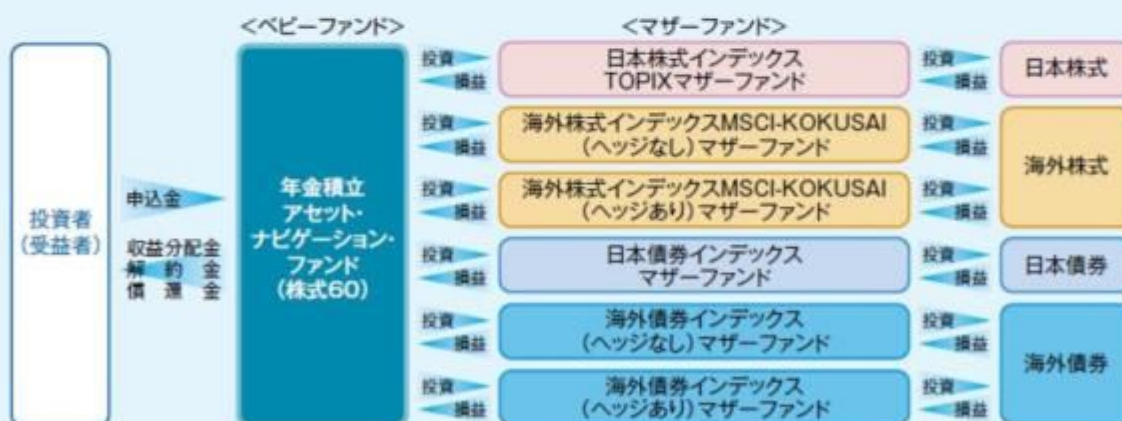 <ベビーファンド>
<マザーファンド>
投資者
(受益者)
申込金
収益分配金
解約金
償還金
年金積立
アセット・
ナビゲーション・
ファンド
(株式60)
投資
損益
日本株式インデックス
TOPIXマザーファンド
投資
損益
日本株式
投資
損益
海外株式インデックスMSCI-KOKUSAI
(ヘッジなし)マザーファンド
投資
損益
海外株式
投資
損益
海外株式インデックスMSCI-KOKUSAI
(ヘッジあり)マザーファンド
投資
損益
投資
損益
日本債券インデックス
マザーファンド
投資
損益
日本債券
投資
損益
海外債券インデックス
(ヘッジなし)マザーファンド
投資
損益
海外債券
投資
損益
海外債券インデックス
(ヘッジあり)マザーファンド
投資
損益